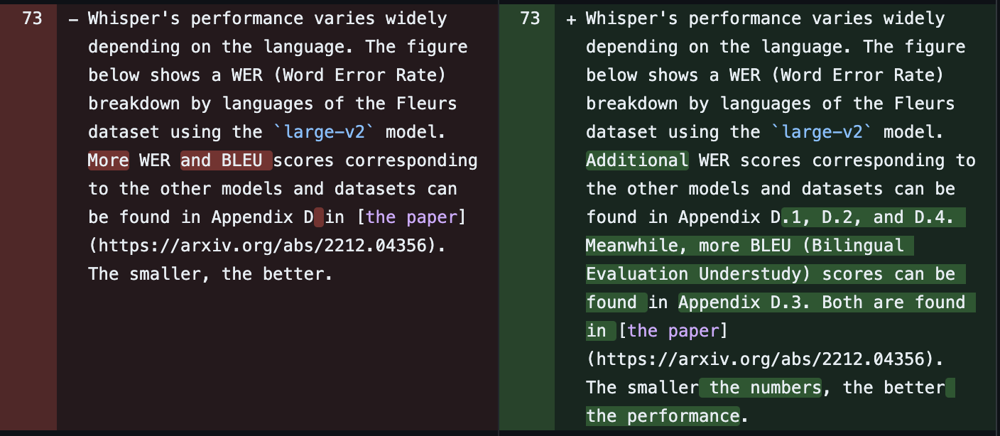 73 – Whisper's performance varies widely
depending on the language. The figure
below shows a WER (Word Error Rate)
breakdown by languages of the Fleurs
dataset using the `large-v2` model.
More WER and BLEU scores corresponding
to the other models and datasets can
be found in Appendix D in [the paper]
(https://arxiv.org/abs/2212.04356).
The smaller, the better.
73 + Whisper's performance varies widely
depending on the language. The figure
below shows a WER (Word Error Rate)
breakdown by languages of the Fleurs
dataset using the `large-v2` model.
Additional WER scores corresponding to
the other models and datasets can be
found in Appendix D.1, D.2, and D.4.
Meanwhile, more BLEU (Bilingual
Evaluation Understudy) scores can be
found in Appendix D.3. Both are found
in [the paper]
(https://arxiv.org/abs/2212.04356).
The smaller the numbers, the better
the performance.